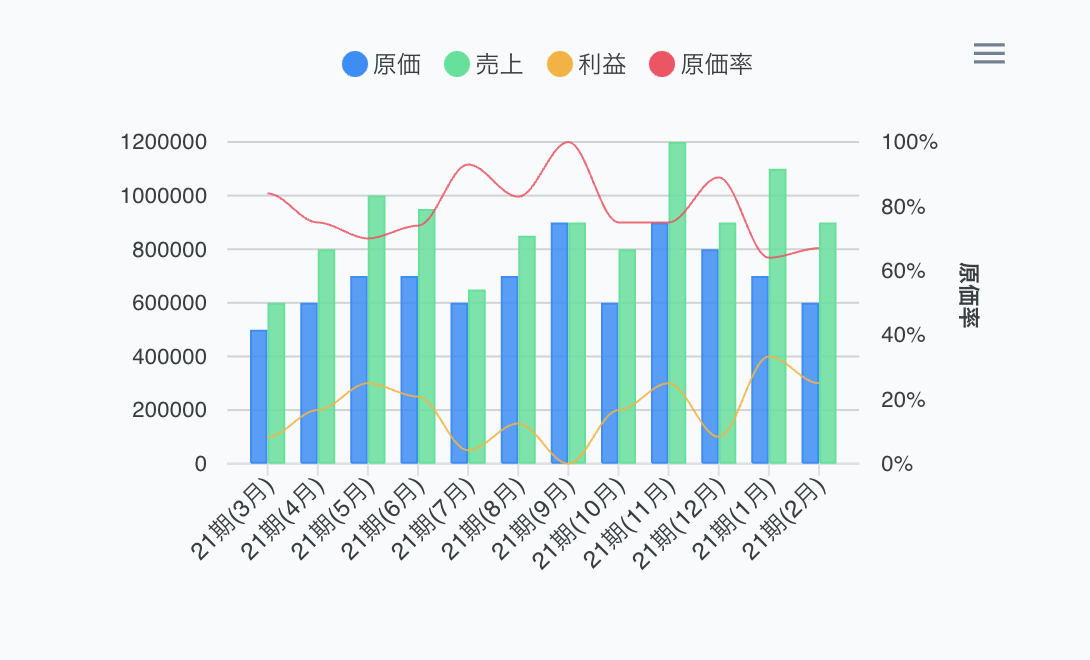 原価 売上 利益 原価率
1200000
1000000
800000
600000
400000
200000
0
100%
80%
60%
40%
20%
0%
原価率
21期(3月)
21期(4月)
21期(5月)
21期(6月)
21期(7月)
21期(8月)
21期(9月)
21期(10月)
21期(11月)
21期(12月)
21期(1月)
21期(2月)